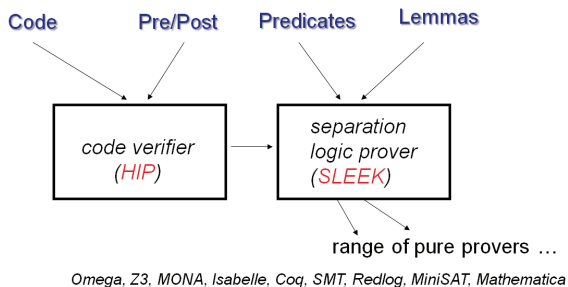 Code
Pre/Post
Predicates
Lemmas
code verifier
(HIP)
separation
logic prover
(SLEEK)
range of pure provers ...
Omega, Z3, MONA, Isabelle, Coq, SMT, Redlog, MiniSAT, Mathematica